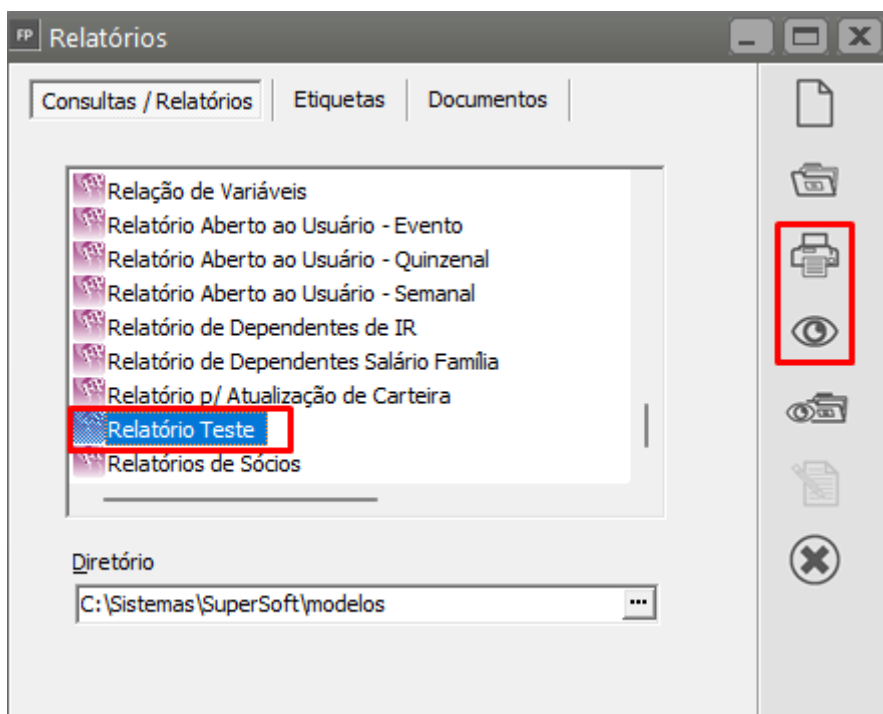 FP Relatórios
Consultas / Relatórios Etiquetas Documentos
Relação de Variáveis
Relatório Aberto ao Usuário - Evento
Relatório Aberto ao Usuário - Quinzenal
Relatório Aberto ao Usuário - Semanal
Relatório de Dependentes de IR
Relatório de Dependentes Salário Família
Relatório p/ Atualização de Carteira
Relatório Teste
Relatórios de Sócios
Diretório
C:\Sistemas\SuperSoft\modelos ...